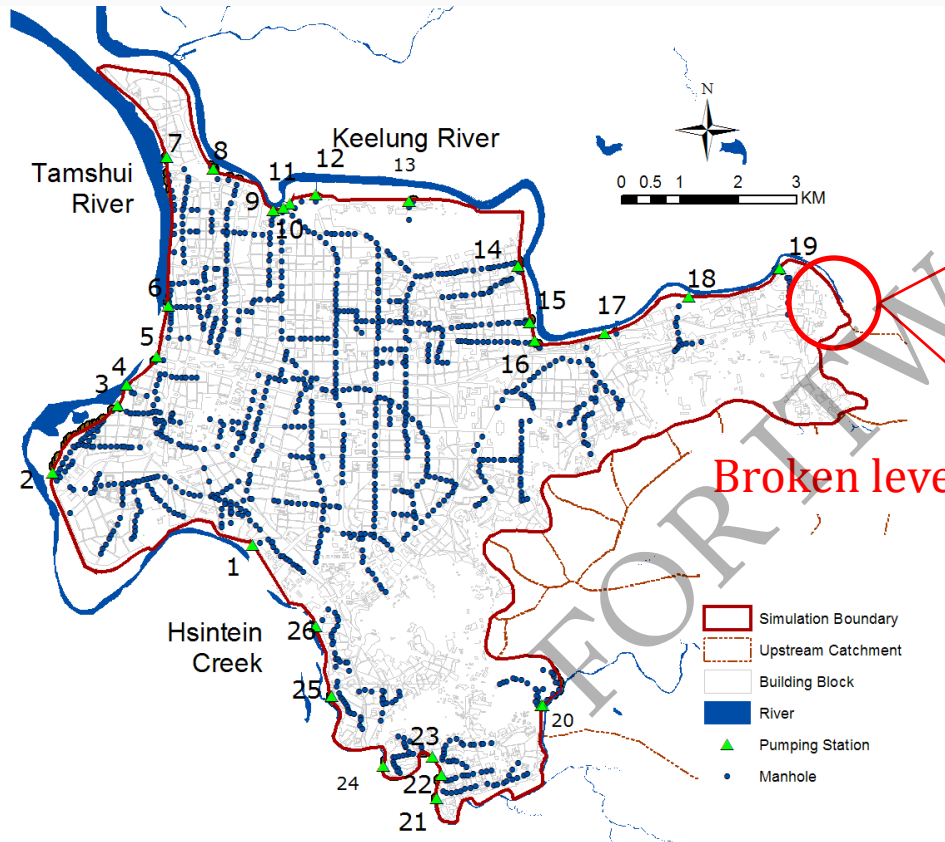 N
Keelung River
12
11
13
7
8
Tamshui
River
0 0.5 1 2 3
KM
9
10
14
19
6
18
15
17
5
16
4
3
2
Broken leve
1
26
Hsintein
Creek
25
20
23
24
22
21
Simulation Boundary
Upstream Catchment
Building Block
River
Pumping Station
Manhole
FOR ITW